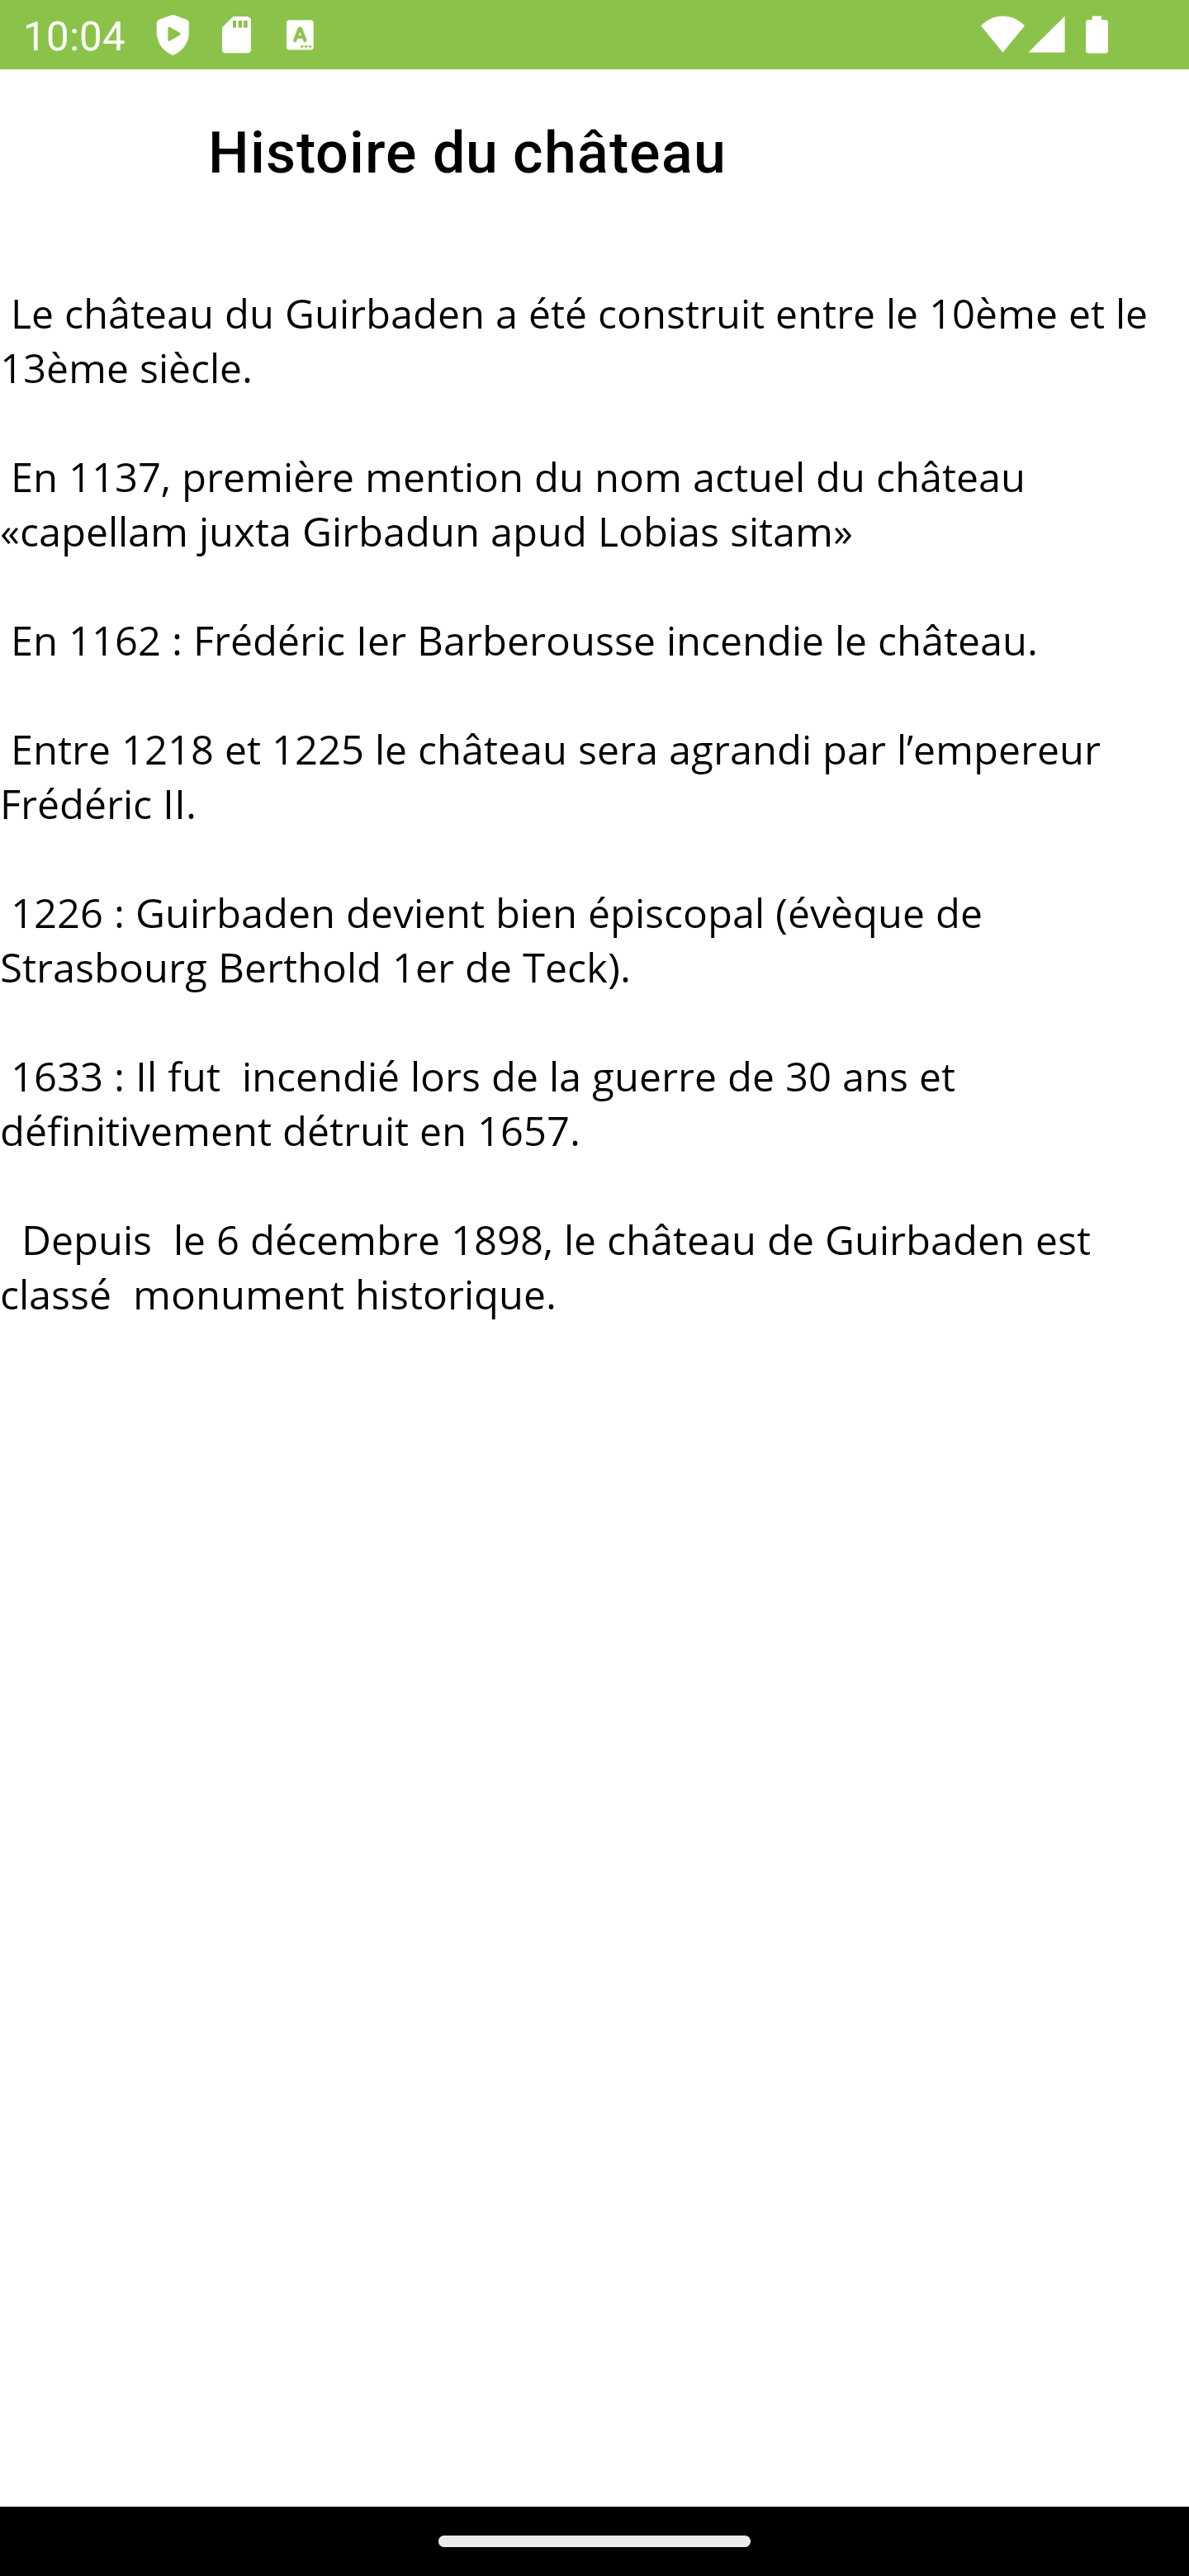 10:04
Histoire du château
Le château du Guirbaden a été construit entre le 10ème et le
13ème siècle.
En 1137, première mention du nom actuel du château
«capellam juxta Girbadun apud Lobias sitam»
En 1162 : Frédéric Ier Barberousse incendie le château.
Entre 1218 et 1225 le château sera agrandi par l’empereur
Frédéric II.
1226 : Guirbaden devient bien épiscopal (évèque de
Strasbourg Berthold 1er de Teck).
1633 : Il fut  incendié lors de la guerre de 30 ans et
définitivement détruit en 1657.
Depuis  le 6 décembre 1898, le château de Guirbaden est
classé  monument historique.